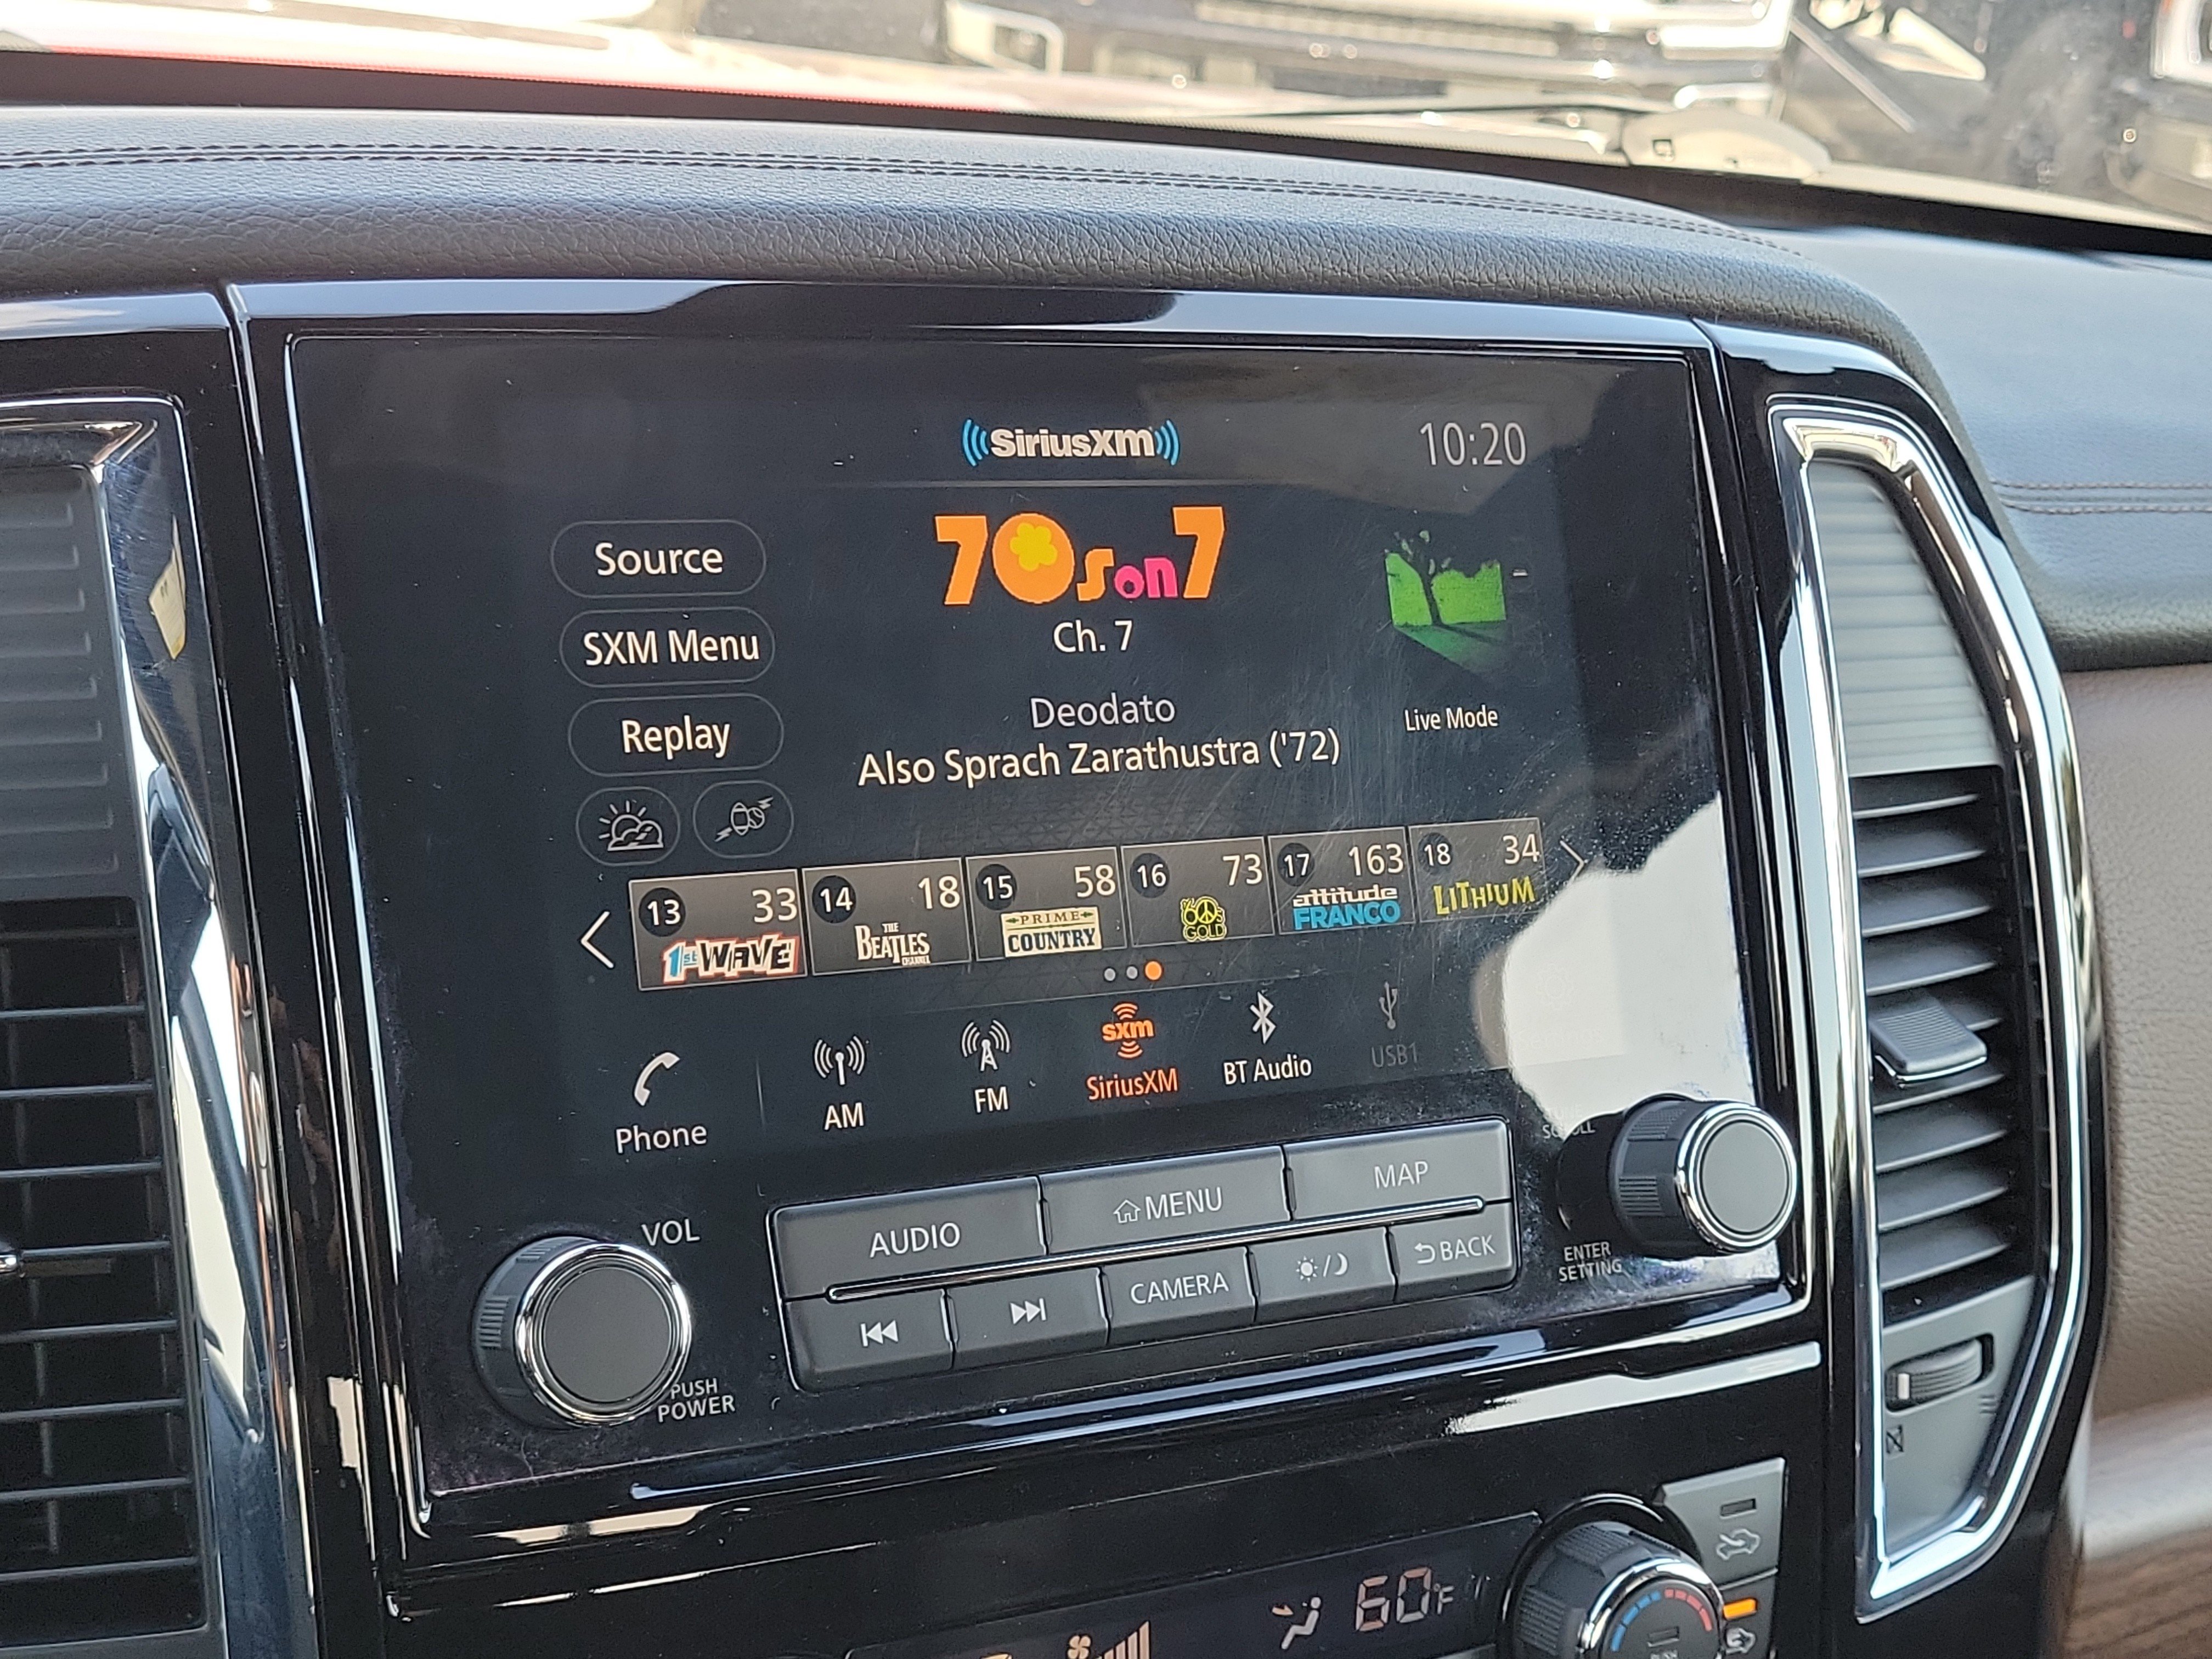 SiriusXM
10:20
70s on 7
Source
Ch. 7
SXM Menu
Deodato
Live Mode
Replay
Also Sprach Zarathustra ('72)
13 33
1st WAVE
14 18
THE BEATLES CHANNEL
15 58
PRIME COUNTRY
16 73
60s GOLD
17 163
attitude FRANCO
18 34
LiTHiUM
Phone
AM
FM
sxm
SiriusXM
BT Audio
USB1
SCROLL
VOL
AUDIO
MENU
MAP
ENTER
SETTING
CAMERA
BACK
PUSH
POWER
60°F